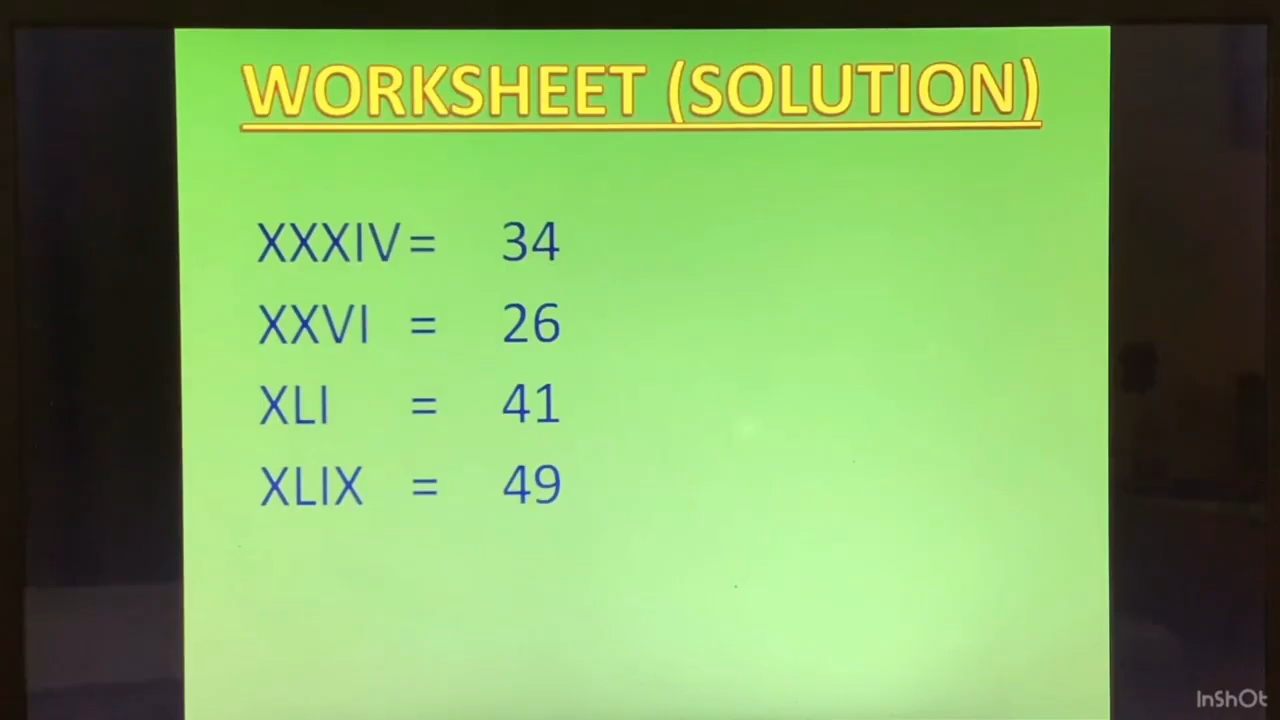 WORKSHEET (SOLUTION)
XXXIV = 34
XXVI = 26
XLI = 41
XLIX = 49
InShOt